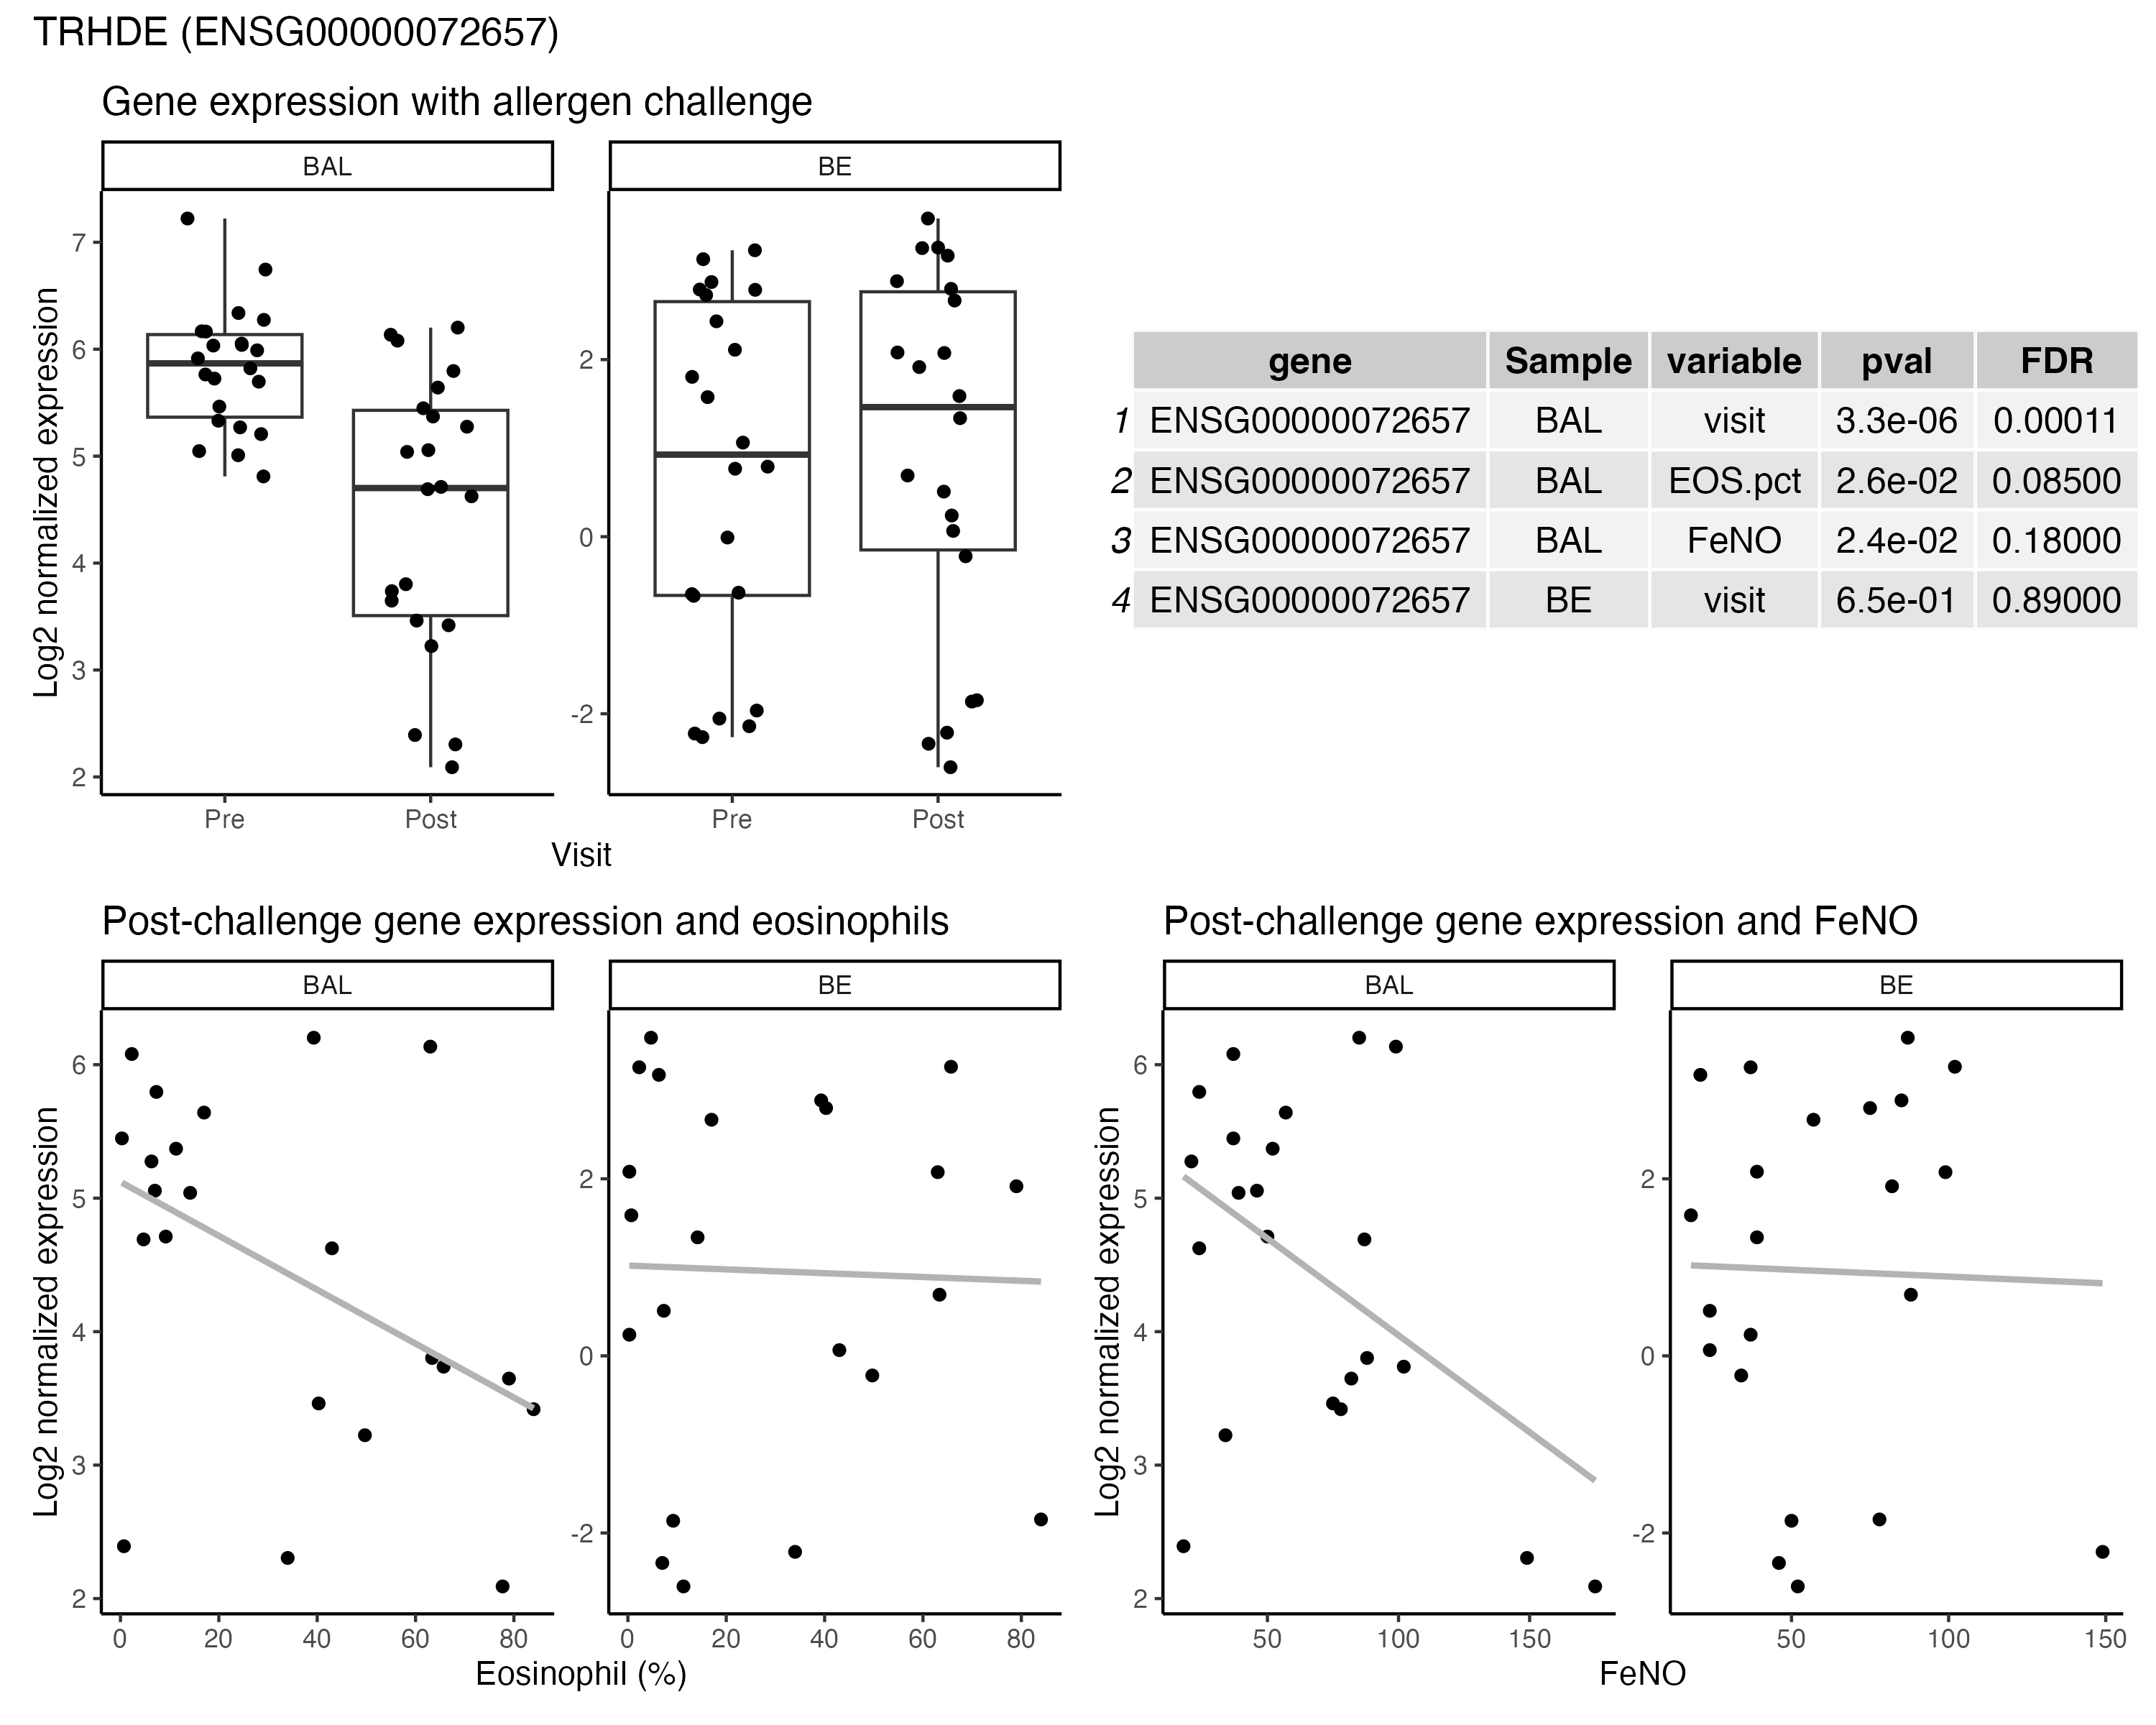 TRHDE (ENSG00000072657)
Gene expression with allergen challenge
BAL
BE
Log2 normalized expression
7
6
5
4
3
2
2
0
-2
Pre
Post
Pre
Post
Visit
gene Sample variable pval FDR
1 ENSG00000072657 BAL visit 3.3e-06 0.00011
2 ENSG00000072657 BAL EOS.pct 2.6e-02 0.08500
3 ENSG00000072657 BAL FeNO 2.4e-02 0.18000
4 ENSG00000072657 BE visit 6.5e-01 0.89000
Post-challenge gene expression and eosinophils
BAL
BE
Log2 normalized expression
6
5
4
3
2
2
0
-2
0 20 40 60 80
0 20 40 60 80
Eosinophil (%)
Post-challenge gene expression and FeNO
BAL
BE
Log2 normalized expression
6
5
4
3
2
2
0
-2
50 100 150
50 100 150
FeNO